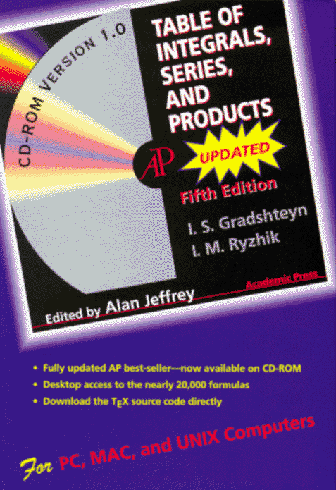 CD-ROM VERSION 1.0
TABLE OF
INTEGRALS,
SERIES,
AND
PRODUCTS
AP
UPDATED
Fifth Edition
I. S. Gradshteyn
I. M. Ryzhik
Academic Press
Edited by Alan Jeffrey
• Fully updated AP best-seller—now available on CD-ROM
• Desktop access to the nearly 20,000 formulas
• Download the TEX source code directly
For PC, MAC, and UNIX Computers